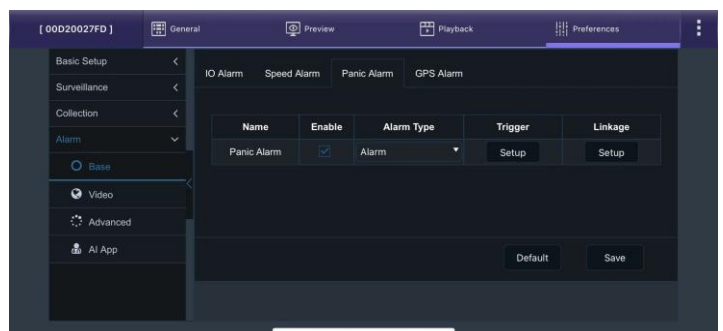 [ 00D20027FD ] General Preview Playback Preferences
Basic Setup
Surveillance
Collection
Alarm
Base
Video
Advanced
AI App
IO Alarm Speed Alarm Panic Alarm GPS Alarm
Name Enable Alarm Type Trigger Linkage
Panic Alarm Alarm Setup Setup
Default Save